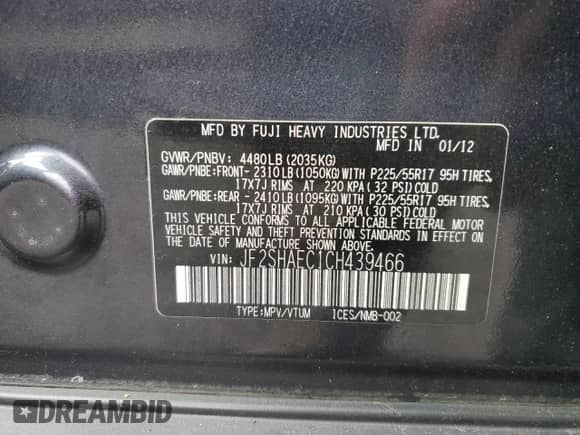 MFD BY FUJI HEAVY INDUSTRIES LTD.
MFD IN 01/12
GVWR/PNBV: 4480LB(2035KG)
GAWR/PNBE:FRONT- 2310LB(1050KG)WITH P225/55R17 95H TIRES,
17X7J RIMS AT 220 KPA( 32 PSI)COLD
GAWR/PNBE:REAR - 2410LB(1095KG)WITH P225/55R17 95H TIRES,
17X7J RIMS AT 210 KPA( 30 PSI)COLD
THIS VEHICLE CONFORMS TO ALL APPLICABLE FEDERAL MOTOR
VEHICLE SAFETY AND THEFT PREVENTION STANDARDS IN EFFECT ON
THE DATE OF MANUFACTURE SHOWN ABOVE.
VIN: JF2SHAEC1CH439466
TYPE:MPV/VTUM ICES/NMB-002
DREAMBID